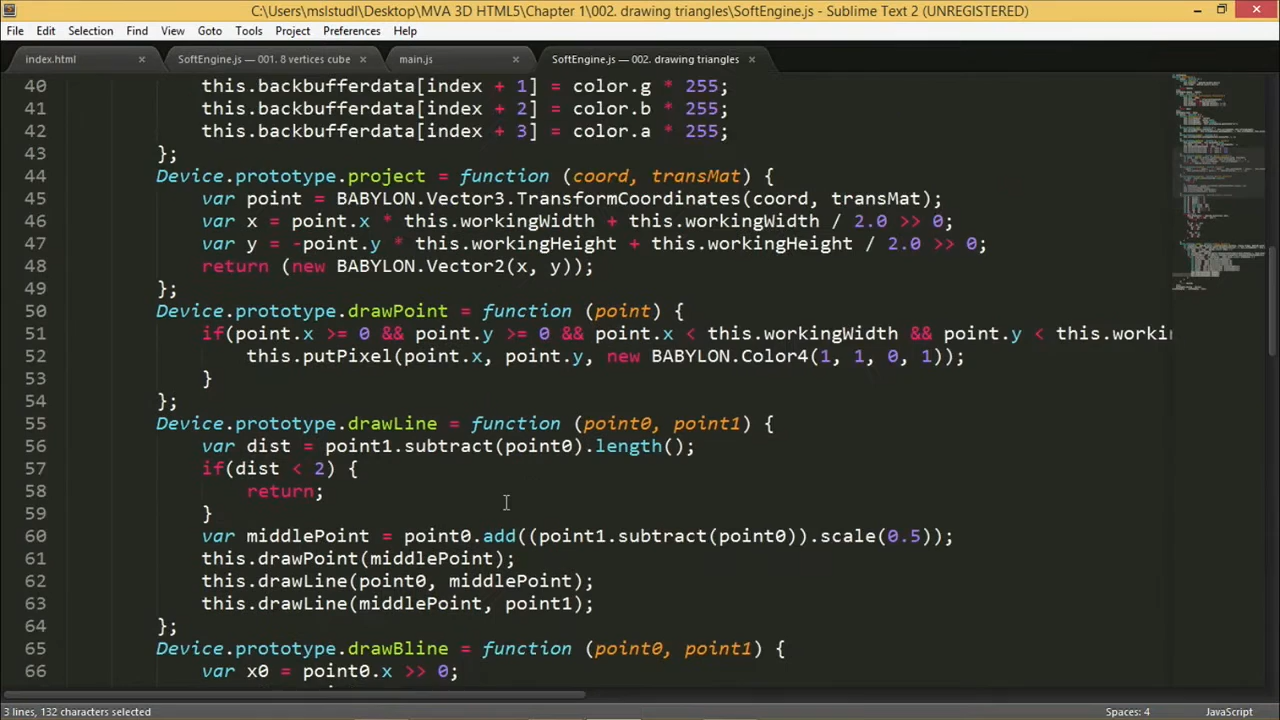 C:\Users\mslstudl\Desktop\MVA 3D HTML5\Chapter 1\002. drawing triangles\SoftEngine.js - Sublime Text 2 (UNREGISTERED)
File Edit Selection Find View Goto Tools Project Preferences Help
index.html × SoftEngine.js — 001. 8 vertices cube × main.js × SoftEngine.js — 002. drawing triangles ×
40 this.backbufferdata[index + 1] = color.g * 255;
41 this.backbufferdata[index + 2] = color.b * 255;
42 this.backbufferdata[index + 3] = color.a * 255;
43 };
44 Device.prototype.project = function (coord, transMat) {
45 var point = BABYLON.Vector3.TransformCoordinates(coord, transMat);
46 var x = point.x * this.workingWidth + this.workingWidth / 2.0 >> 0;
47 var y = -point.y * this.workingHeight + this.workingHeight / 2.0 >> 0;
48 return (new BABYLON.Vector2(x, y));
49 };
50 Device.prototype.drawPoint = function (point) {
51 if(point.x >= 0 && point.y >= 0 && point.x < this.workingWidth && point.y < this.workin
52 this.putPixel(point.x, point.y, new BABYLON.Color4(1, 1, 0, 1));
53 }
54 };
55 Device.prototype.drawLine = function (point0, point1) {
56 var dist = point1.subtract(point0).length();
57 if(dist < 2) {
58 return;
59 }
60 var middlePoint = point0.add((point1.subtract(point0)).scale(0.5));
61 this.drawPoint(middlePoint);
62 this.drawLine(point0, middlePoint);
63 this.drawLine(middlePoint, point1);
64 };
65 Device.prototype.drawBline = function (point0, point1) {
66 var x0 = point0.x >> 0;
3 lines, 132 characters selected Spaces: 4 JavaScript